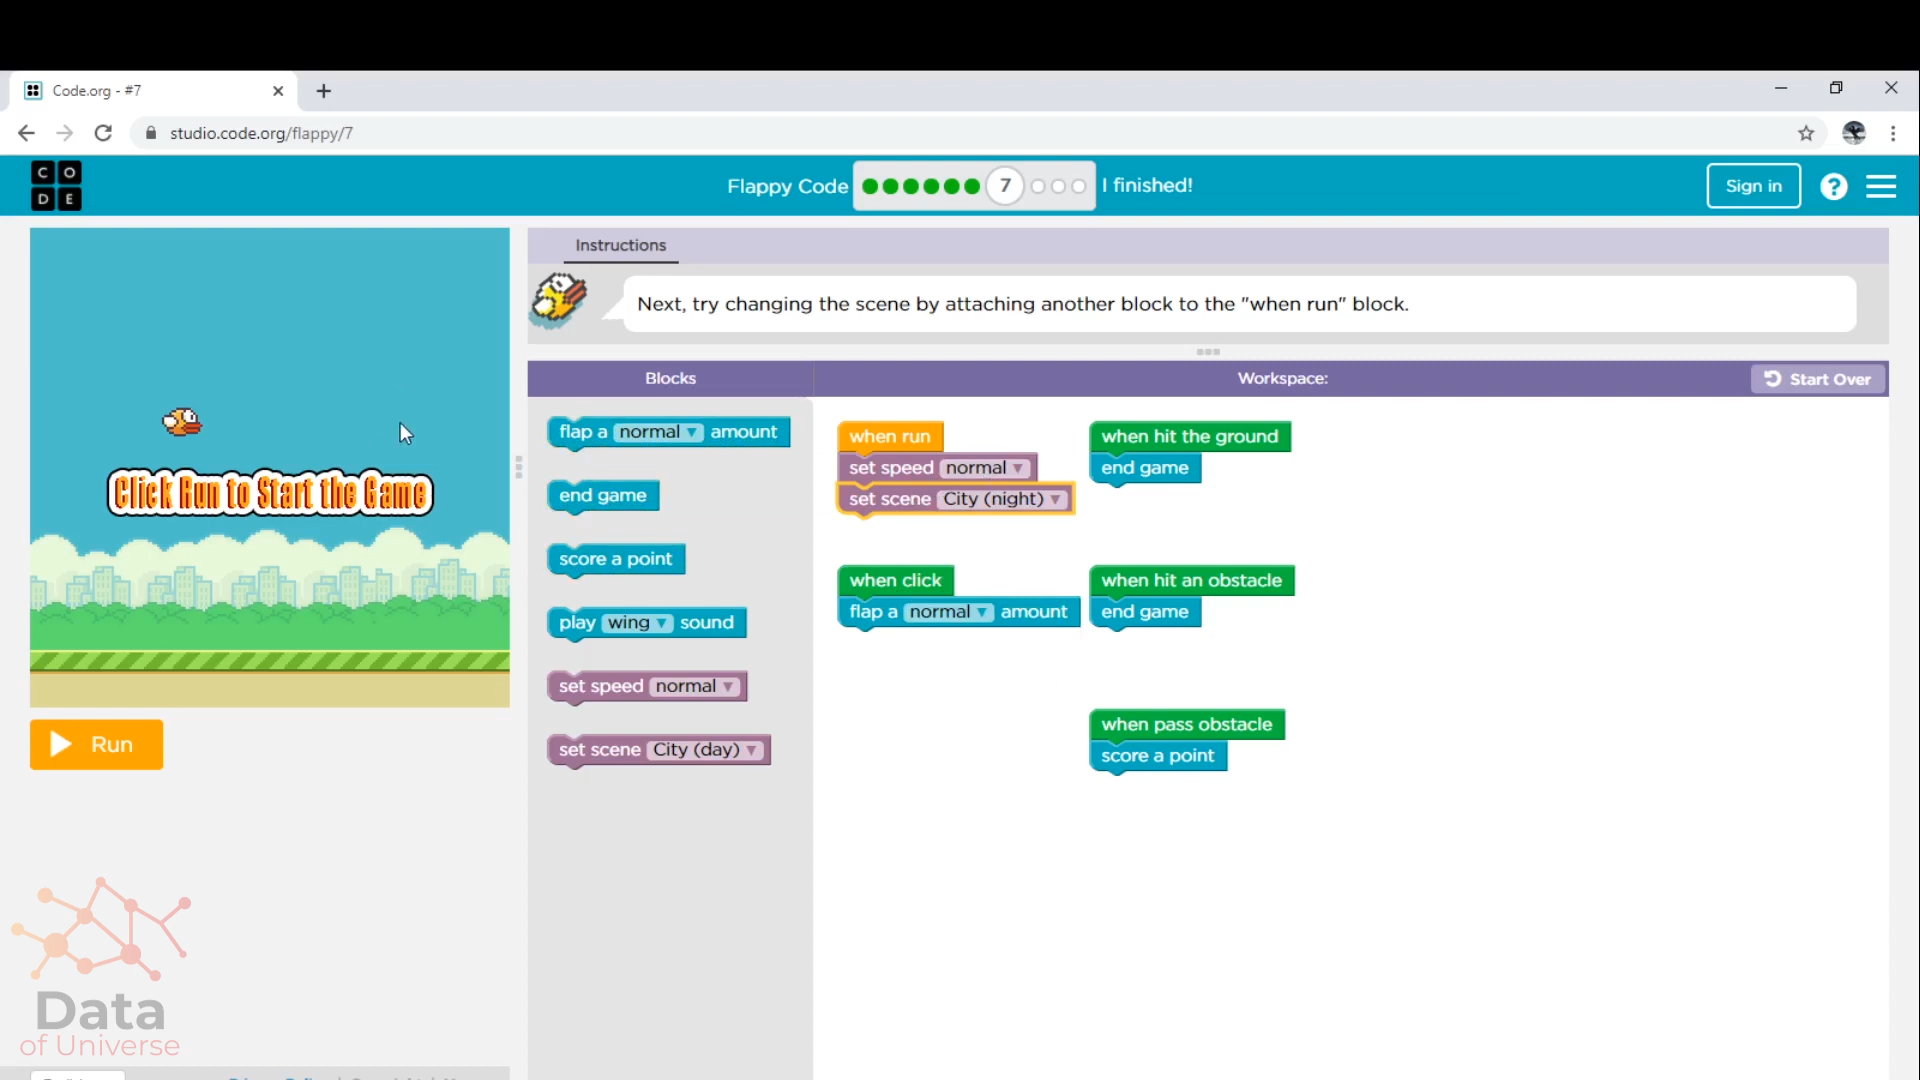 Code.org - #7
studio.code.org/flappy/7
CODE
Flappy Code
7
I finished!
Sign in
?
Instructions
Next, try changing the scene by attaching another block to the "when run" block.
Blocks
Workspace:
Start Over
Click Run to Start the Game
Run
flap a normal amount
end game
score a point
play wing sound
set speed normal
set scene City (day)
when run
set speed normal
set scene City (night)
when click
flap a normal amount
when hit the ground
end game
when hit an obstacle
end game
when pass obstacle
score a point
Data
of Universe